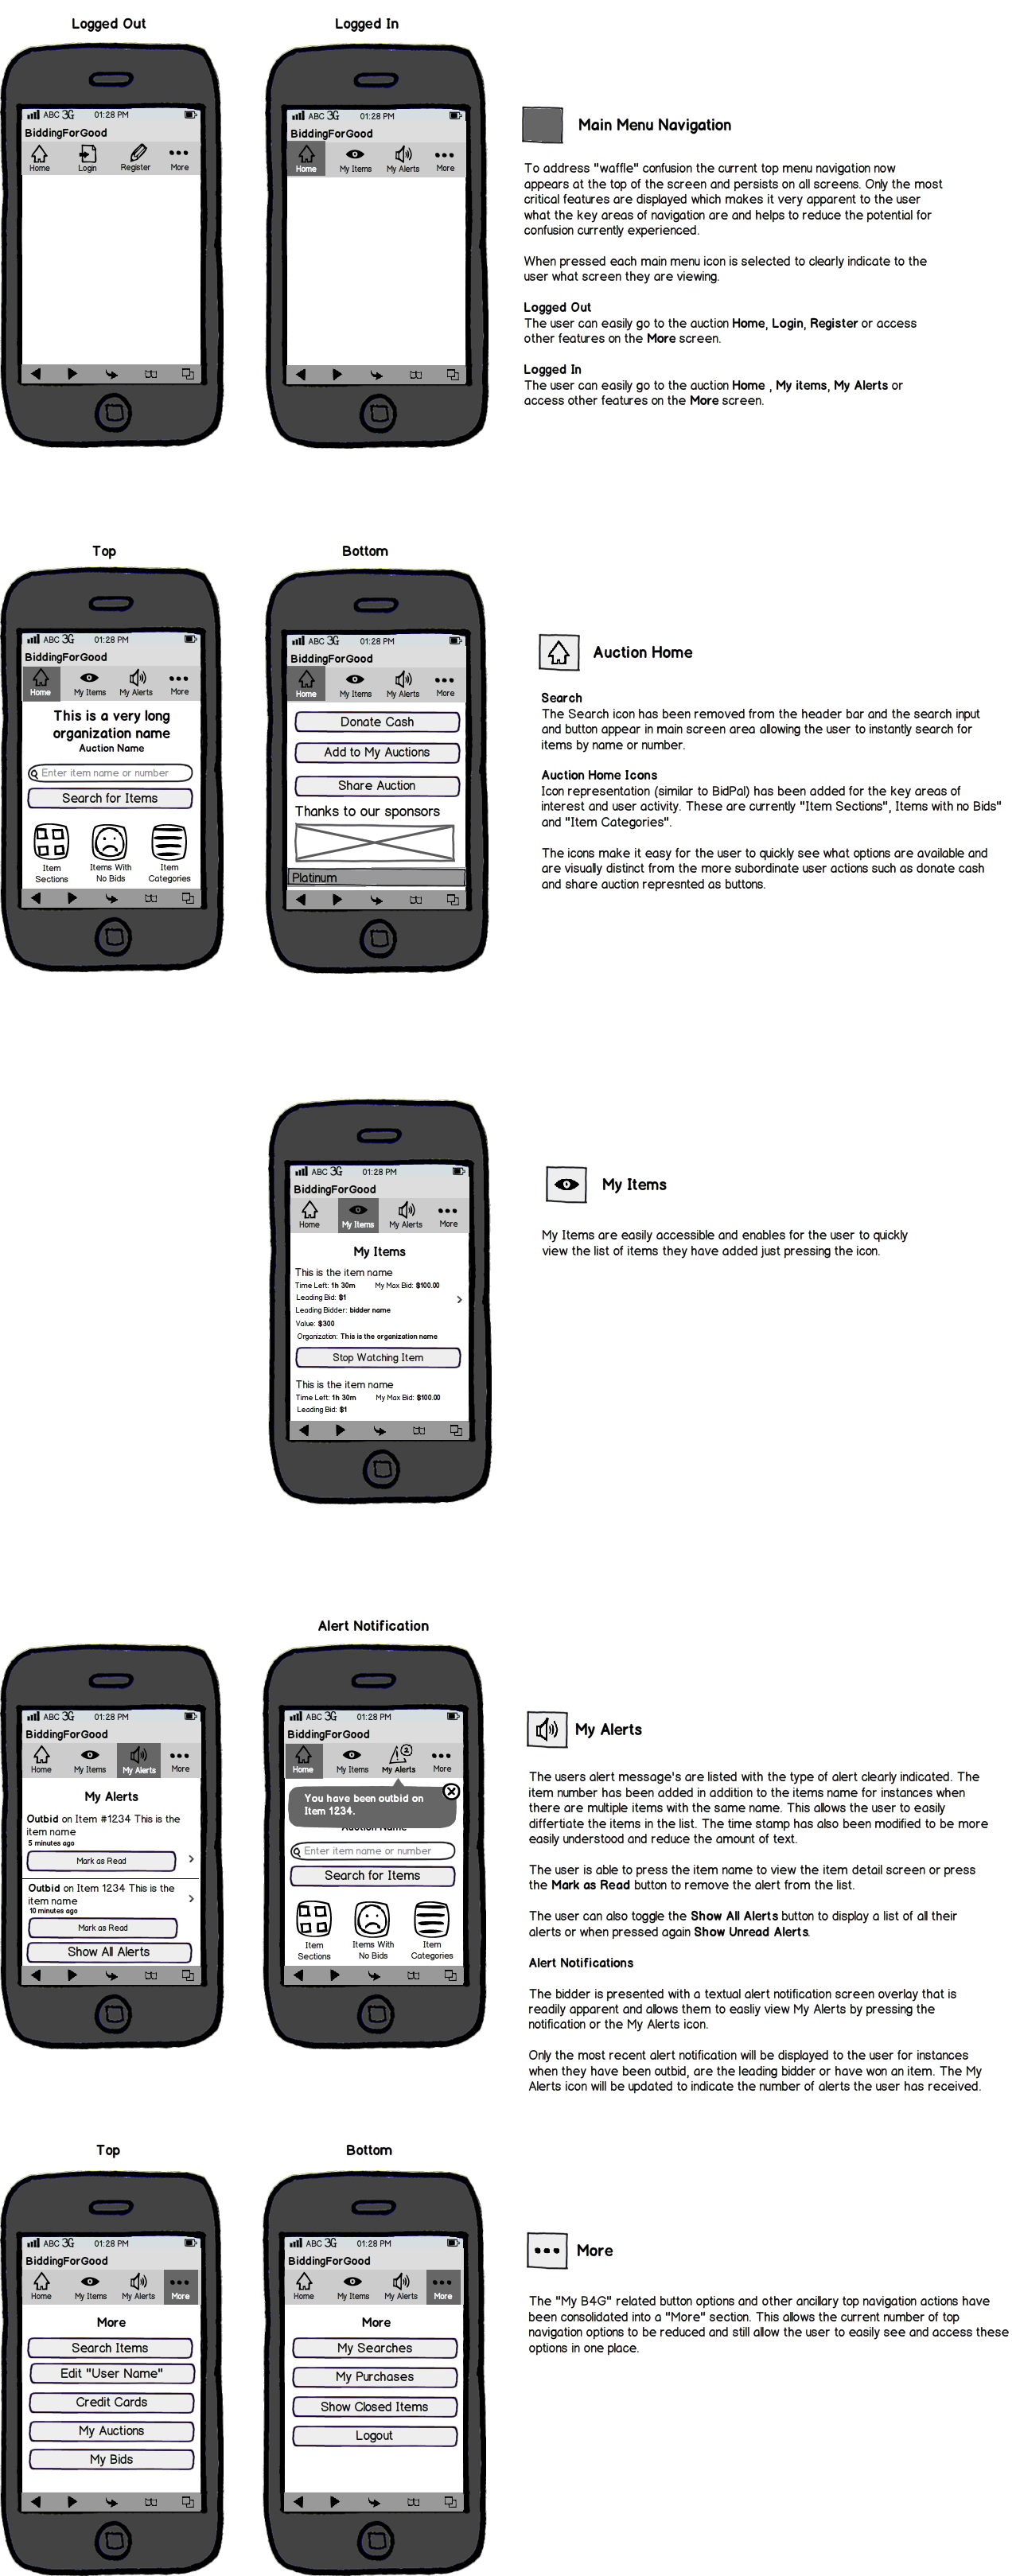 Logged Out
Logged In
ABC 3G 01:28 PM
BiddingForGood
Home Login Register More
ABC 3G 01:28 PM
BiddingForGood
Home My Items My Alerts More
Main Menu Navigation
To address "waffle" confusion the current top menu navigation now
appears at the top of the screen and persists on all screens. Only the most
critical features are displayed which makes it very apparent to the user
what the key areas of navigation are and helps to reduce the potential for
confusion currently experienced.
When pressed each main menu icon is selected to clearly indicate to the
user what screen they are viewing.
Logged Out
The user can easily go to the auction Home, Login, Register or access
other features on the More screen.
Logged In
The user can easily go to the auction Home , My items, My Alerts or
access other features on the More screen.
Top
Bottom
ABC 3G 01:28 PM
BiddingForGood
Home My Items My Alerts More
This is a very long
organization name
Auction Name
Enter item name or number
Search for Items
Item
Sections
Items With
No Bids
Item
Categories
ABC 3G 01:28 PM
BiddingForGood
Home My Items My Alerts More
Donate Cash
Add to My Auctions
Share Auction
Thanks to our sponsors
Platinum
Auction Home
Search
The Search icon has been removed from the header bar and the search input
and button appear in main screen area allowing the user to instantly search for
items by name or number.
Auction Home Icons
Icon representation (similar to BidPal) has been added for the key areas of
interest and user activity. These are currently "Item Sections", Items with no Bids"
and "Item Categories".
The icons make it easy for the user to quickly see what options are available and
are visually distinct from the more subordinate user actions such as donate cash
and share auction represnted as buttons.
ABC 3G 01:28 PM
BiddingForGood
Home My Items My Alerts More
My Items
This is the item name
Time Left: 1h 30m My Max Bid: $100.00
Leading Bid: $1
Leading Bidder: bidder name
Value: $300
Organization: This is the organization name
Stop Watching Item
This is the item name
Time Left: 1h 30m My Max Bid: $100.00
Leading Bid: $1
My Items
My Items are easily accessible and enables for the user to quickly
view the list of items they have added just pressing the icon.
Alert Notification
ABC 3G 01:28 PM
BiddingForGood
Home My Items My Alerts More
My Alerts
Outbid on Item #1234 This is the
item name
5 minutes ago
Mark as Read
Outbid on Item 1234 This is the
item name
10 minutes ago
Mark as Read
Show All Alerts
ABC 3G 01:28 PM
BiddingForGood
2
Home My Items My Alerts More
You have been outbid on
Item 1234.
Auction Name
Enter item name or number
Search for Items
Item
Sections
Items With
No Bids
Item
Categories
My Alerts
The users alert message's are listed with the type of alert clearly indicated. The
item number has been added in addition to the items name for instances when
there are multiple items with the same name. This allows the user to easily
differtiate the items in the list. The time stamp has also been modified to be more
easily understood and reduce the amount of text.
The user is able to press the item name to view the item detail screen or press
the Mark as Read button to remove the alert from the list.
The user can also toggle the Show All Alerts button to display a list of all their
alerts or when pressed again Show Unread Alerts.
Alert Notifications
The bidder is presented with a textual alert notification screen overlay that is
readily apparent and allows them to easliy view My Alerts by pressing the
notification or the My Alerts icon.
Only the most recent alert notification will be displayed to the user for instances
when they have been outbid, are the leading bidder or have won an item. The My
Alerts icon will be updated to indicate the number of alerts the user has received.
Top
Bottom
ABC 3G 01:28 PM
BiddingForGood
Home My Items My Alerts More
More
Search Items
Edit "User Name"
Credit Cards
My Auctions
My Bids
ABC 3G 01:28 PM
BiddingForGood
Home My Items My Alerts More
More
My Searches
My Purchases
Show Closed Items
Logout
More
The "My B4G" related button options and other ancillary top navigation actions have
been consolidated into a "More" section. This allows the current number of top
navigation options to be reduced and still allow the user to easily see and access these
options in one place.